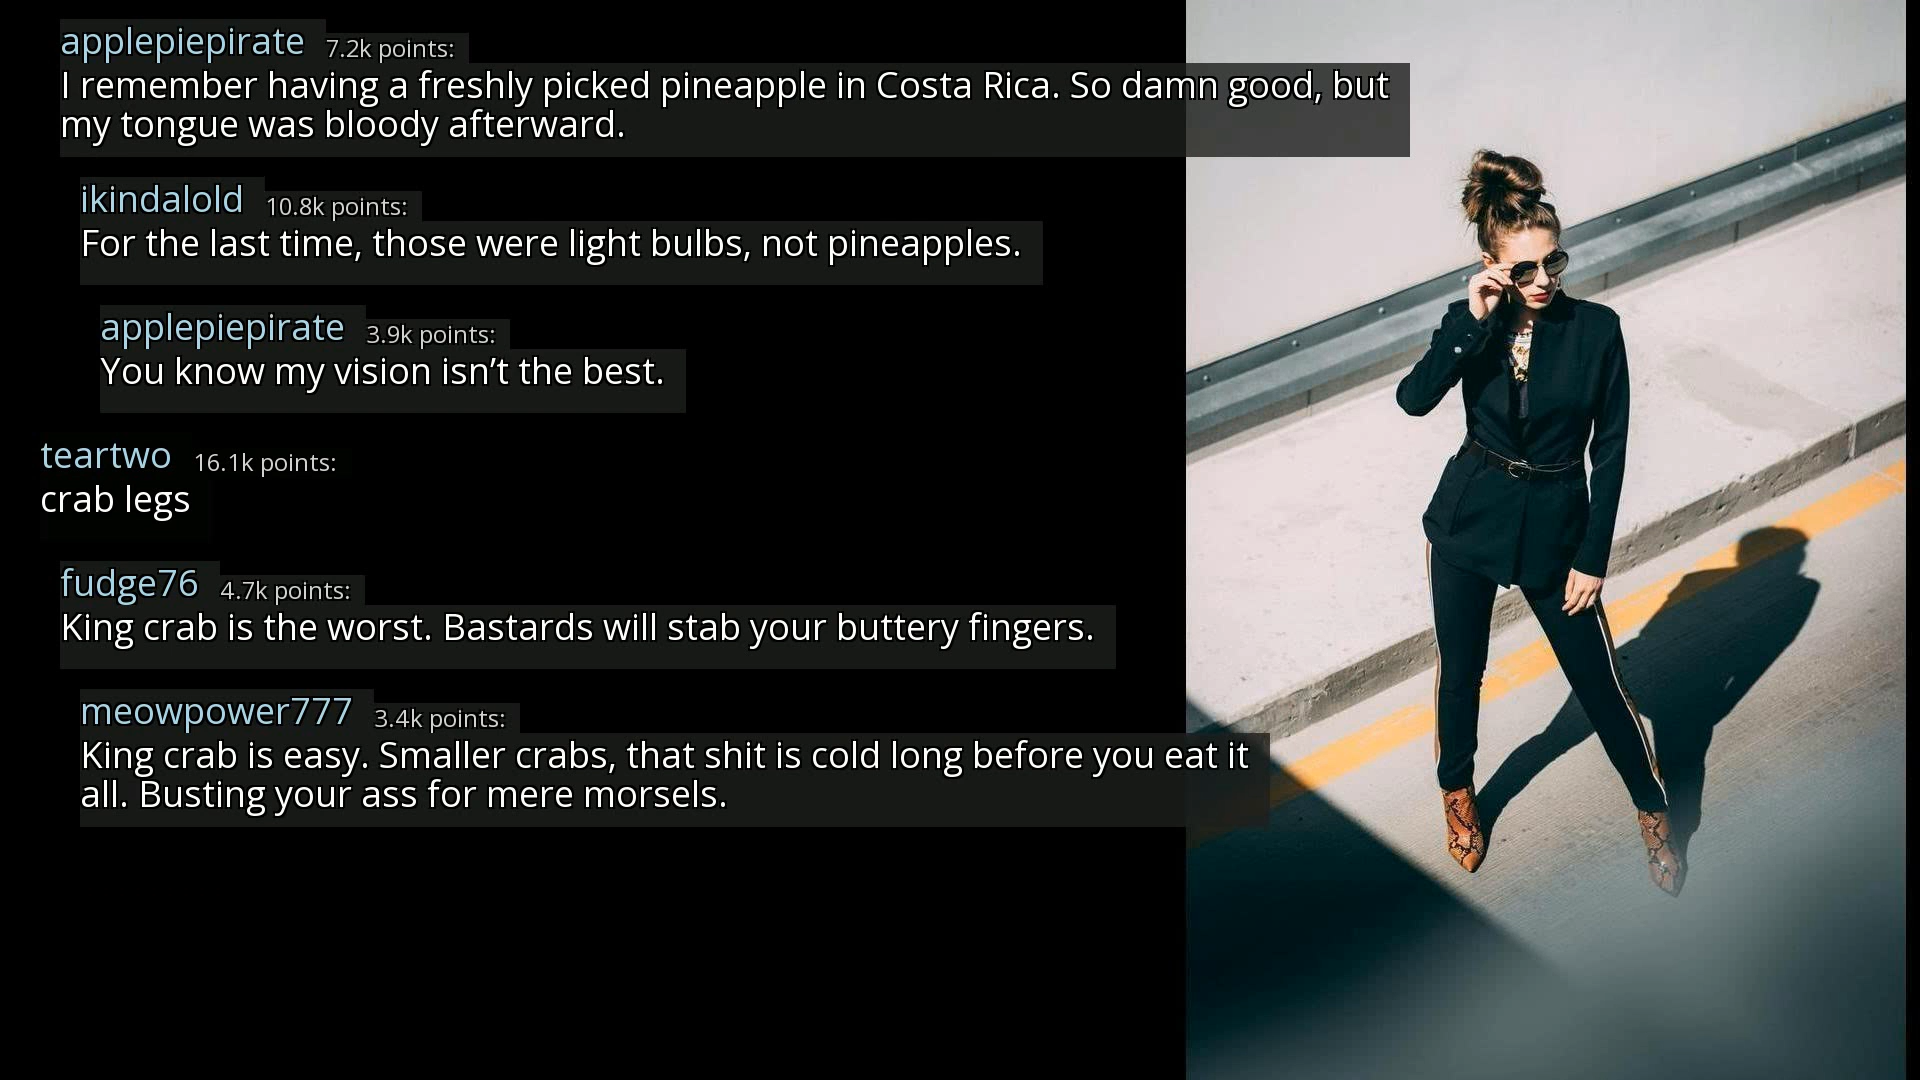 applepiepirate 7.2k points:
I remember having a freshly picked pineapple in Costa Rica. So damn good, but
my tongue was bloody afterward.
ikindalold 10.8k points:
For the last time, those were light bulbs, not pineapples.
applepiepirate 3.9k points:
You know my vision isn’t the best.
teartwo 16.1k points:
crab legs
fudge76 4.7k points:
King crab is the worst. Bastards will stab your buttery fingers.
meowpower777 3.4k points:
King crab is easy. Smaller crabs, that shit is cold long before you eat it
all. Busting your ass for mere morsels.